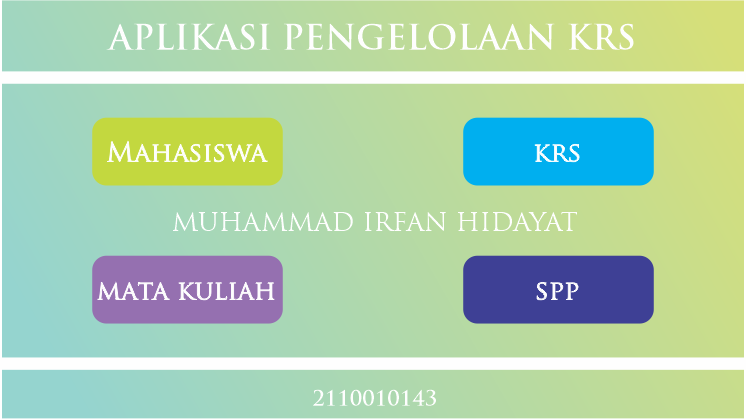 APLIKASI PENGELOLAAN KRS
MAHASISWA
KRS
MUHAMMAD IRFAN HIDAYAT
MATA KULIAH
SPP
2110010143